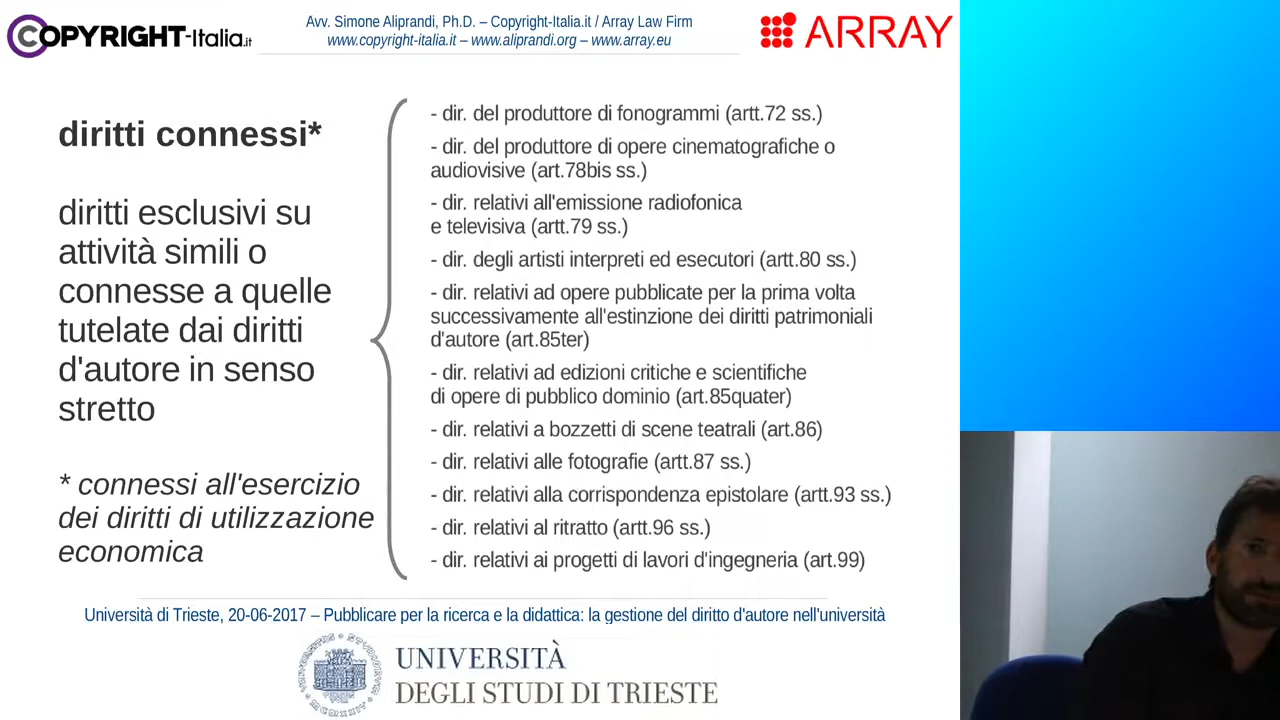 COPYRIGHT-Italia.it
Avv. Simone Aliprandi, Ph.D. – Copyright-Italia.it / Array Law Firm
www.copyright-italia.it – www.aliprandi.org – www.array.eu
ARRAY
diritti connessi*
diritti esclusivi su
attività simili o
connesse a quelle
tutelate dai diritti
d'autore in senso
stretto
* connessi all'esercizio
dei diritti di utilizzazione
economica
- dir. del produttore di fonogrammi (artt.72 ss.)
- dir. del produttore di opere cinematografiche o
audiovisive (art.78bis ss.)
- dir. relativi all'emissione radiofonica
e televisiva (artt.79 ss.)
- dir. degli artisti interpreti ed esecutori (artt.80 ss.)
- dir. relativi ad opere pubblicate per la prima volta
successivamente all'estinzione dei diritti patrimoniali
d'autore (art.85ter)
- dir. relativi ad edizioni critiche e scientifiche
di opere di pubblico dominio (art.85quater)
- dir. relativi a bozzetti di scene teatrali (art.86)
- dir. relativi alle fotografie (artt.87 ss.)
- dir. relativi alla corrispondenza epistolare (artt.93 ss.)
- dir. relativi al ritratto (artt.96 ss.)
- dir. relativi ai progetti di lavori d'ingegneria (art.99)
Università di Trieste, 20-06-2017 – Pubblicare per la ricerca e la didattica: la gestione del diritto d'autore nell'università
UNIVERSITÀ
DEGLI STUDI DI TRIESTE